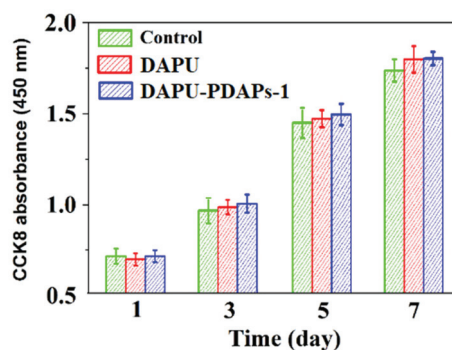 2.0
1.5
1.0
0.5
CCK8 absorbance (450 nm)
Control
DAPU
DAPU-PDAPs-1
1 3 5 7
Time (day)